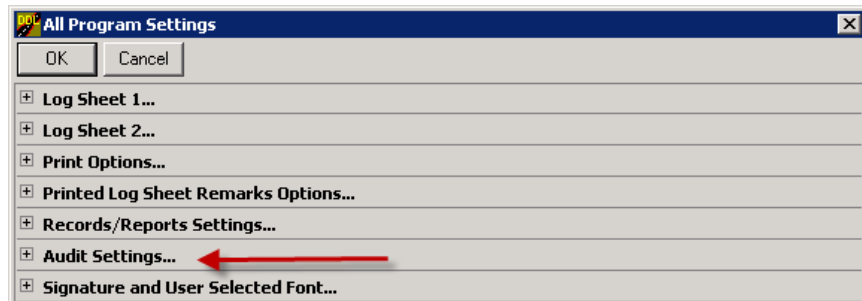 DDL All Program Settings
OK Cancel
Log Sheet 1...
Log Sheet 2...
Print Options...
Printed Log Sheet Remarks Options...
Records/Reports Settings...
Audit Settings...
Signature and User Selected Font...